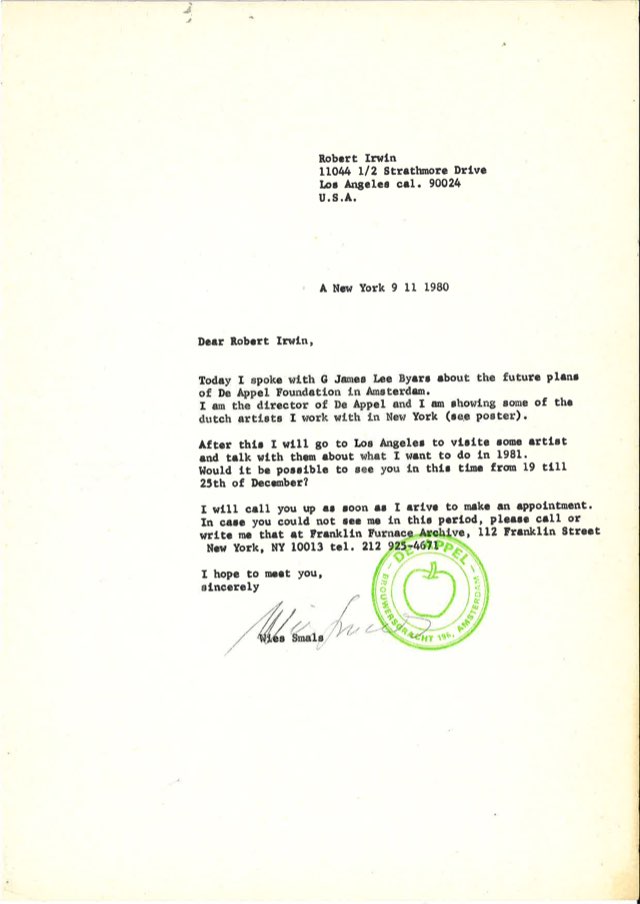 Robert Irwin
11044 1/2 Strathmore Drive
Los Angeles cal. 90024
U.S.A.
A New York 9 11 1980
Dear Robert Irwin,
Today I spoke with G James Lee Byars about the future plans
of De Appel Foundation in Amsterdam.
I am the director of De Appel and I am showing some of the
dutch artists I work with in New York (see poster).
After this I will go to Los Angeles to visite some artist
and talk with them about what I want to do in 1981.
Would it be possible to see you in this time from 19 till
25th of December?
I will call you up as soon as I arive to make an appointment.
In case you could not see me in this period, please call or
write me that at Franklin Furnace Archive, 112 Franklin Street
New York, NY 10013 tel. 212 925-4671
I hope to meet you,
sincerely
Wies Smals
Wies Smals
DE APPEL
BROUWERSGRACHT 196, AMSTERDAM